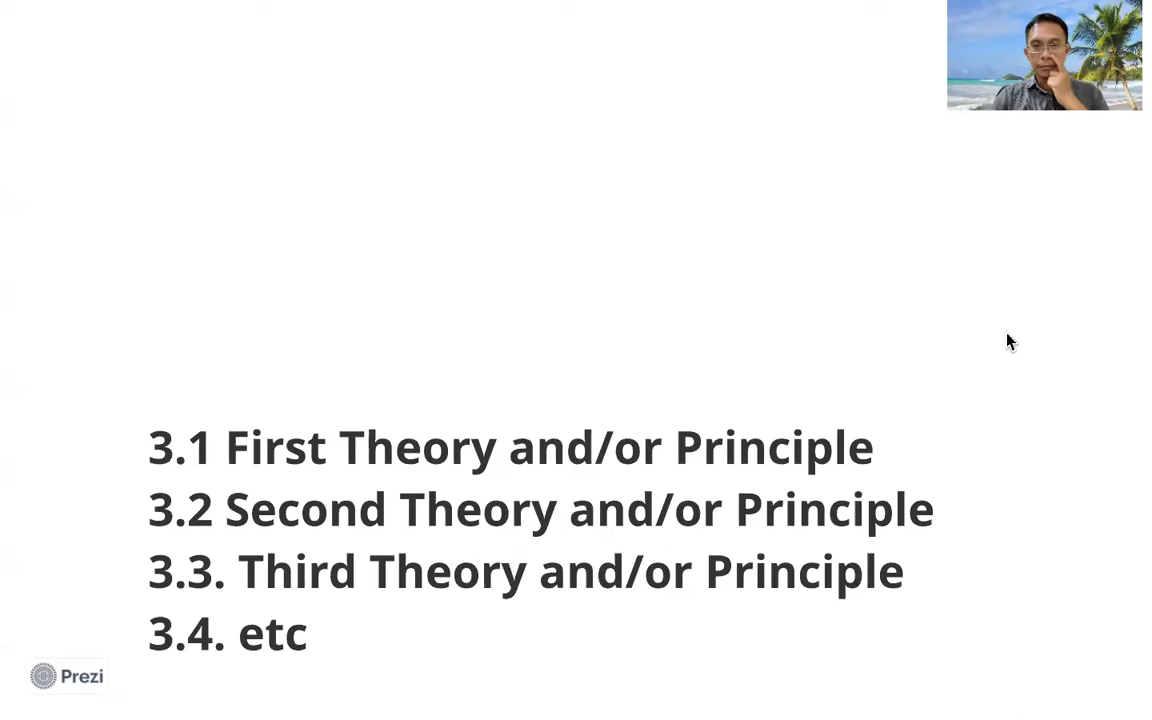 3.1 First Theory and/or Principle
3.2 Second Theory and/or Principle
3.3. Third Theory and/or Principle
3.4. etc
Prezi